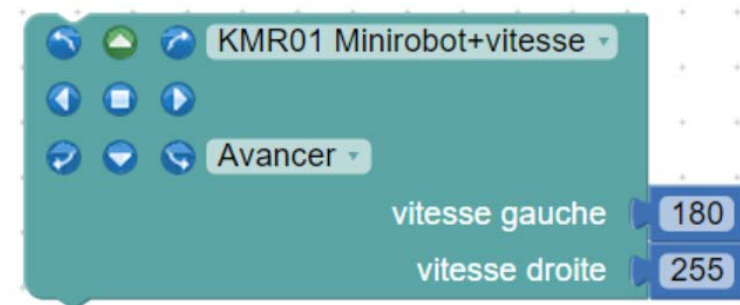 KMR01 Minirobot+vitesse
Avancer
vitesse gauche 180
vitesse droite 255